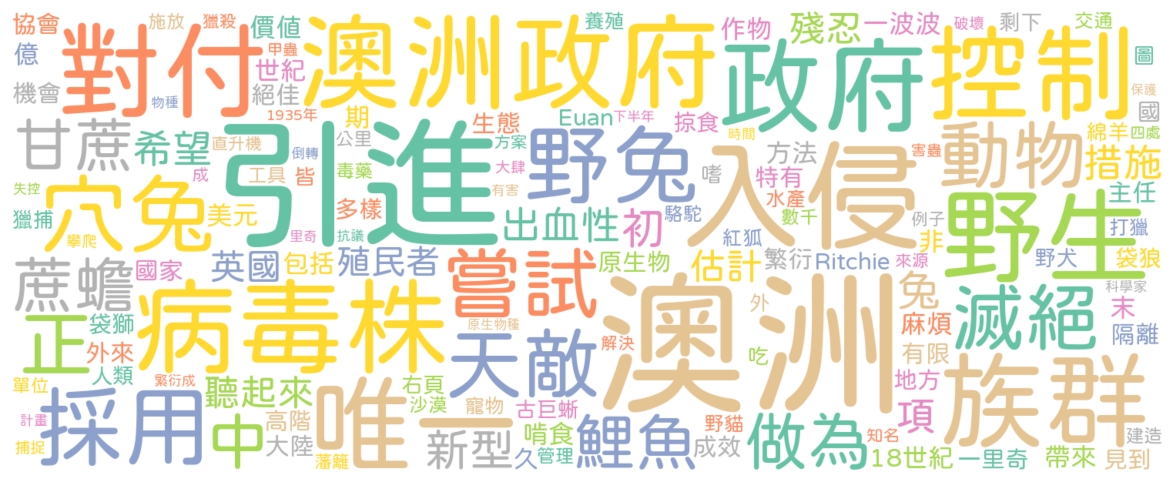 協會 施放 獵殺 價值 養殖 作物 殘忍 一波波 破壞 剩下 交通
億 對付 甲蟲 澳洲政府 政府 控制 圖
機會 物種 世紀 絕佳 保護
1935年 期 生態 Euan 下半年 掠食 國
甘蔗 希望 直升機 倒轉 公里 方案 野兔 時間 方法 害蟲 動物 綿羊 四處
失控 成 工具 皆 毒藥 大肆 有害 嗜 特有 措施
穴兔 引進 入侵 水產 主任
獵捕 美元 多樣 出血性 初 駱駝 數千 例子 野生 打獵
攀爬 里奇 抗議 紅狐 非
蔗蟾 國家 英國 包括 殖民者 嘗試 原生物 估計 繁衍 Ritchie 來源 野犬 袋狼
澳洲 外 兔 科學家
正 袋獅 病毒株 原生物種 麻煩 滅絕 末
外來 天敵 解決 吃 有限 隔離
單位 人類 繁衍成 聽起來 右頁 地方 族群
計畫 採用 唯一 沙漠 寵物 古巨蜥 野貓 項
捕捉 中 高階 新型 啃食 鯉魚 成效 做為 知名 建造
大陸 藩籬 久 管理 18世紀 一里奇 帶來 見到